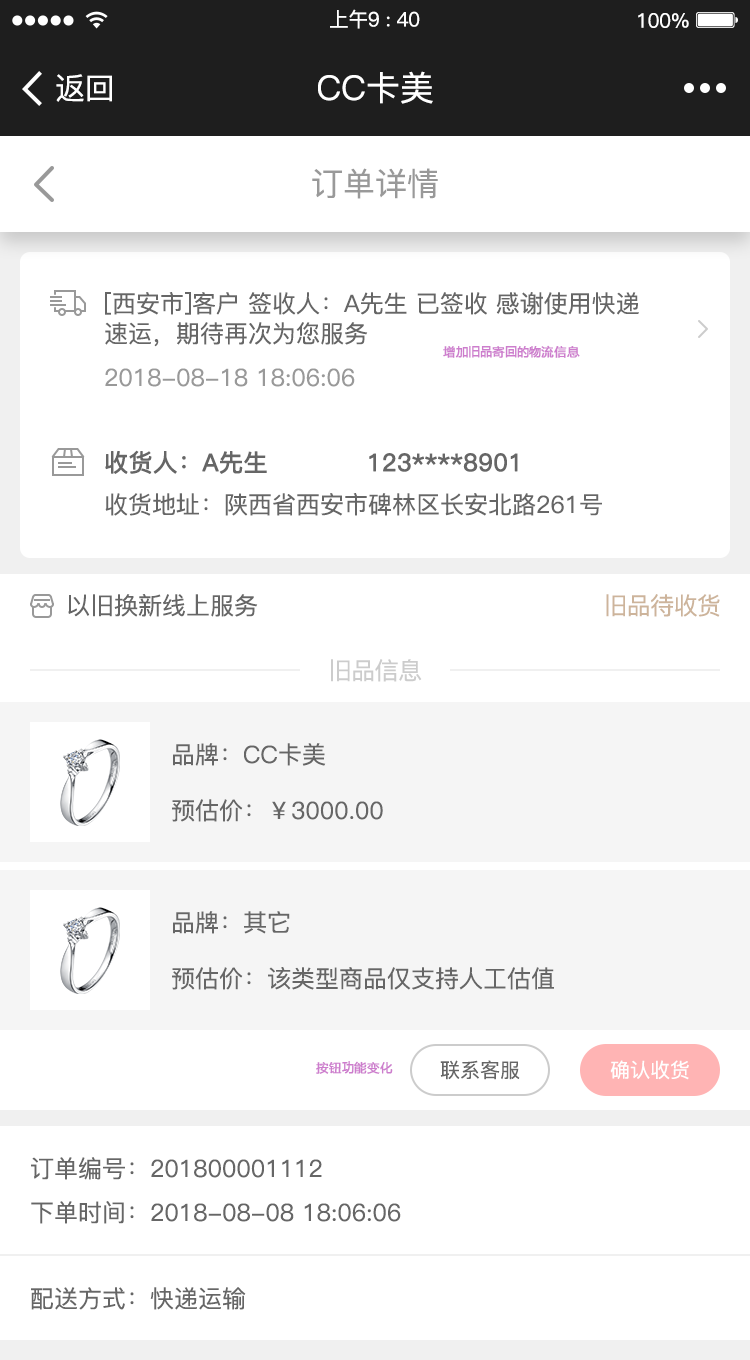 上午9 : 40
100%
返回
CC卡美
订单详情
[西安市]客户 签收人：A先生 已签收 感谢使用快递
速运，期待再次为您服务
增加旧品寄回的物流信息
2018-08-18 18:06:06
收货人：A先生 123****8901
收货地址：陕西省西安市碑林区长安北路261号
以旧换新线上服务
旧品待收货
旧品信息
品牌：CC卡美
预估价：￥3000.00
品牌：其它
预估价：该类型商品仅支持人工估值
按钮功能变化
联系客服
确认收货
订单编号：201800001112
下单时间：2018-08-08 18:06:06
配送方式：快递运输